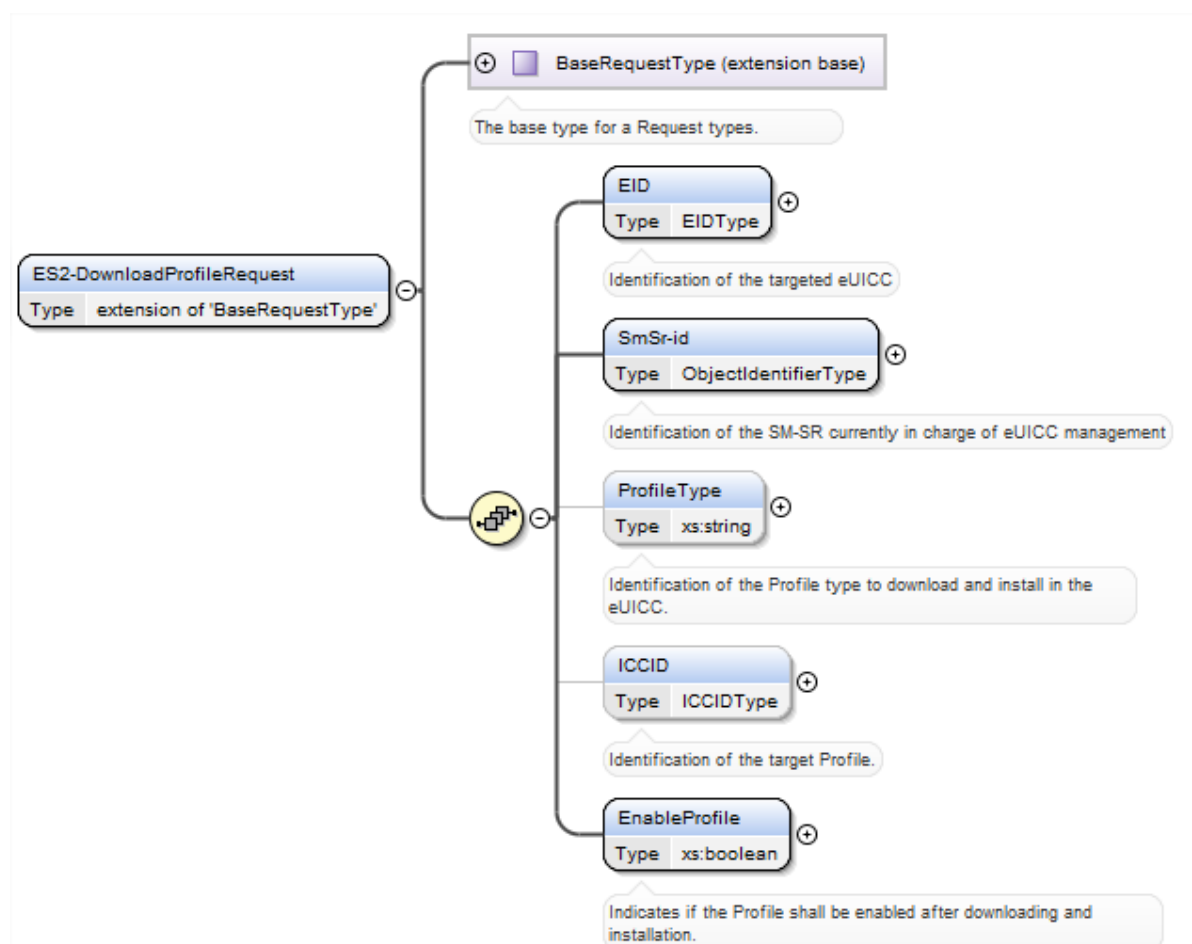 BaseRequestType (extension base)
The base type for a Request types.
EID
Type EIDType
Identification of the targeted eUICC
ES2-DownloadProfileRequest
Type extension of 'BaseRequestType'
SmSr-id
Type ObjectIdentifierType
Identification of the SM-SR currently in charge of eUICC management
ProfileType
Type xs:string
Identification of the Profile type to download and install in the
eUICC.
ICCID
Type ICCIDType
Identification of the target Profile.
EnableProfile
Type xs:boolean
Indicates if the Profile shall be enabled after downloading and
installation.